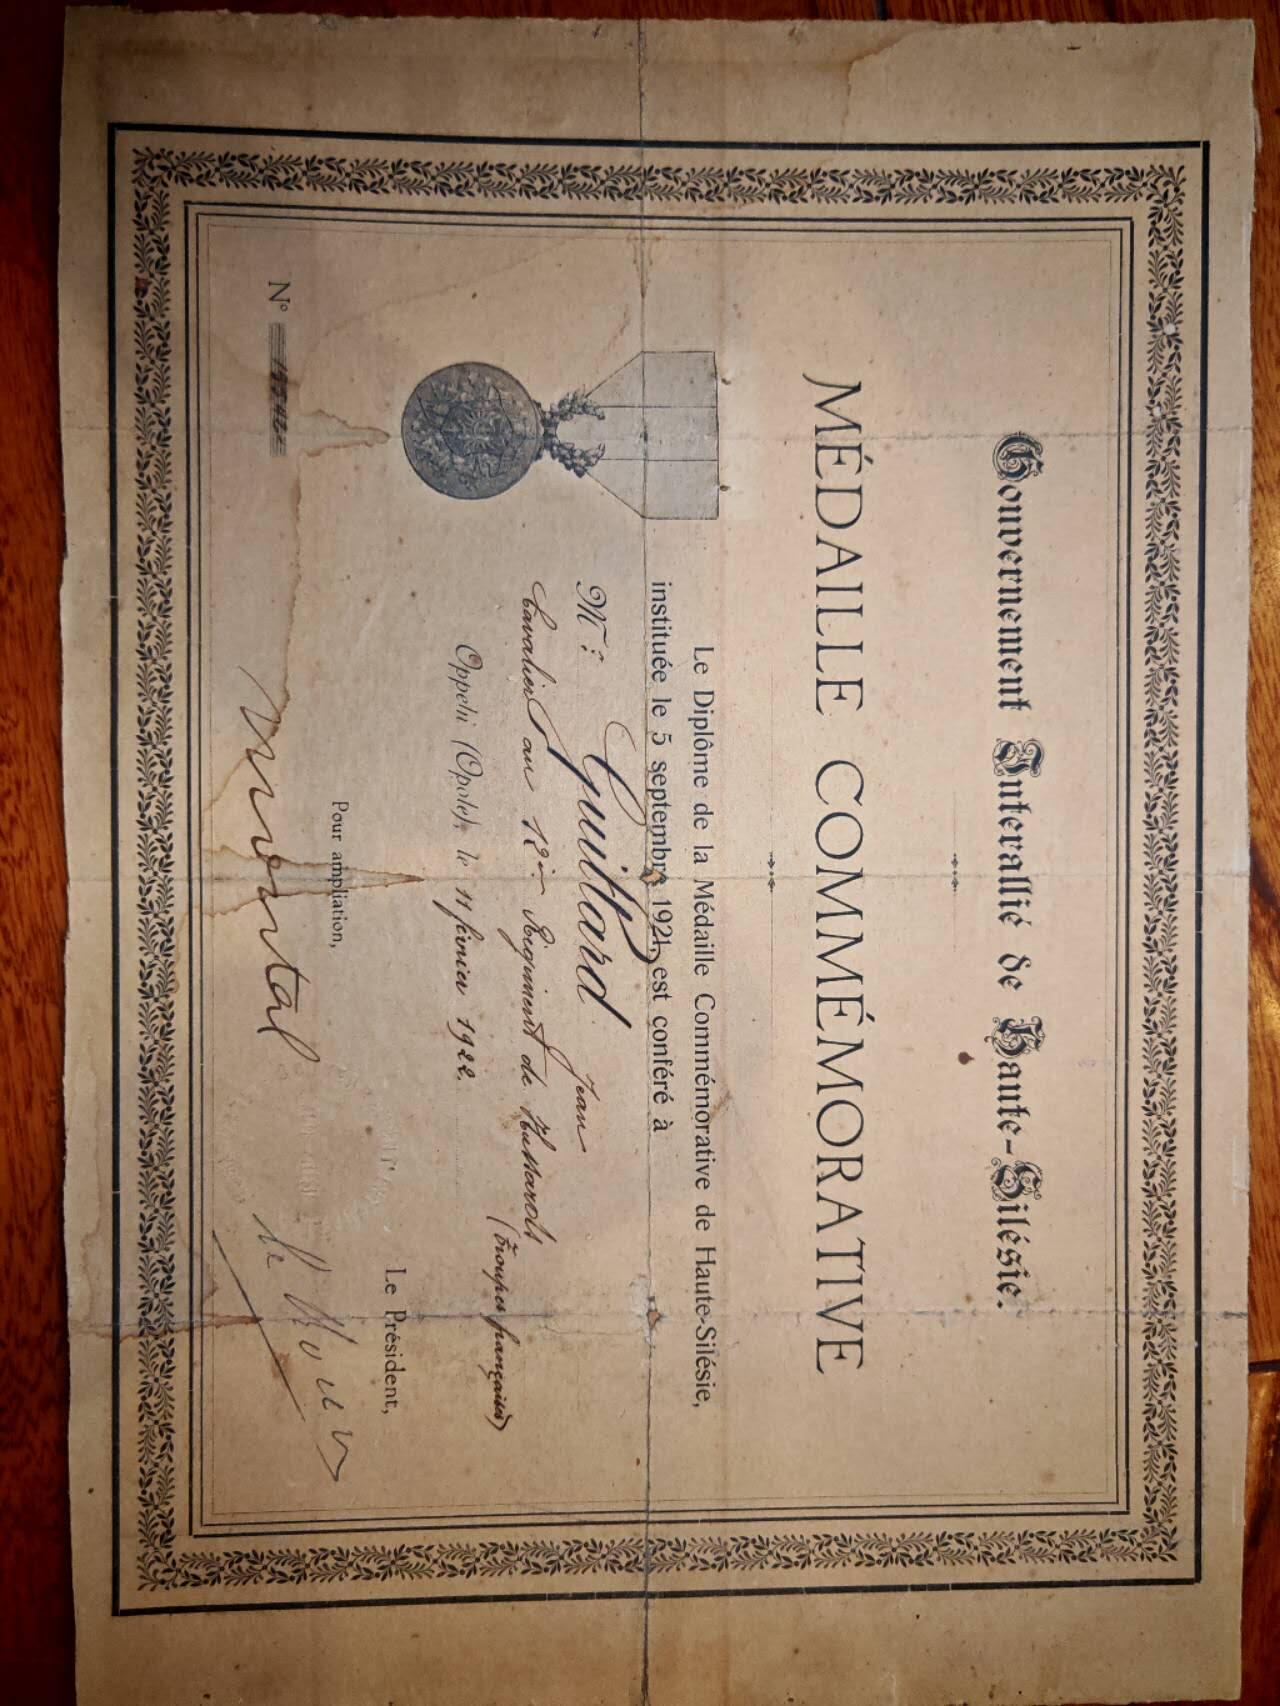 Gouvernement Interallié de Haute-Silésie.
MÉDAILLE COMMÉMORATIVE
Le Diplôme de la Médaille Commémorative de Haute-Silésie,
instituée le 5 septembre 1921, est conféré à
Mr. Guillard Jean
Cavalier au 12e Régiment de Hussards
(Troupes françaises)
Oppeln (Opole), le 11 février 1922.
Le Président,
Pour ampliation,
Nº